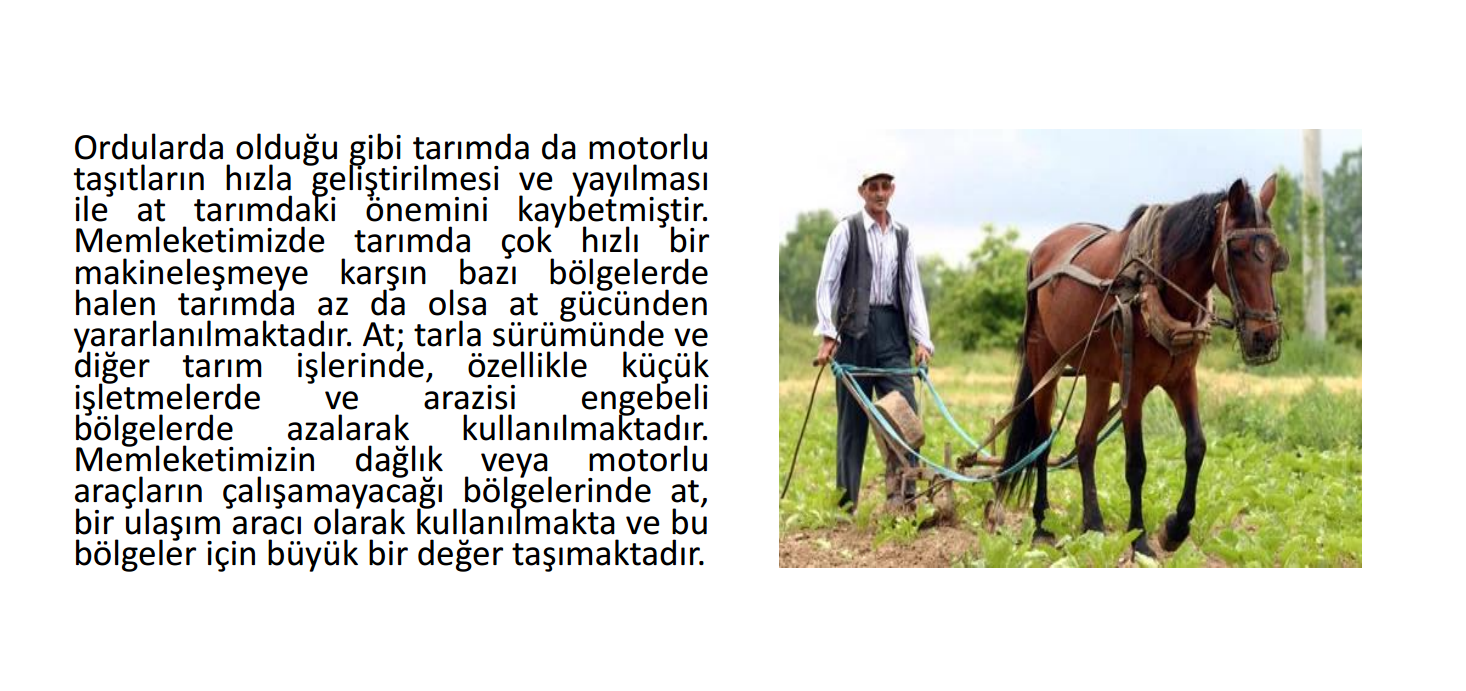 Ordularda olduğu gibi tarımda da motorlu
taşıtların hızla geliştirilmesi ve yayılması
ile at tarımdaki önemini kaybetmiştir.
Memleketimizde tarımda çok hızlı bir
makineleşmeye karşın bazı bölgelerde
halen tarımda az da olsa at gücünden
yararlanılmaktadır. At; tarla sürümünde ve
diğer tarım işlerinde, özellikle küçük
işletmelerde ve arazisi engebeli
bölgelerde azalarak kullanılmaktadır.
Memleketimizin dağlık veya motorlu
araçların çalışamayacağı bölgelerinde at,
bir ulaşım aracı olarak kullanılmakta ve bu
bölgeler için büyük bir değer taşımaktadır.